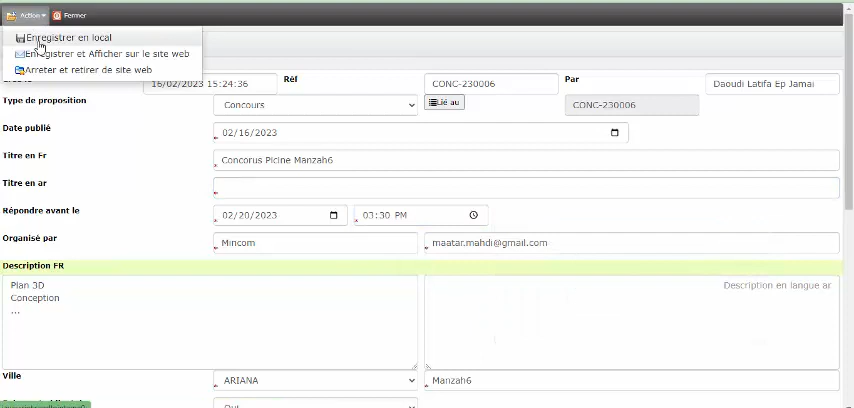 Action Fermer
Enregistrer en local
Enregistrer et Afficher sur le site web
Arreter et retirer de site web
16/02/2023 15:24:36 Réf CONC-230006 Par Daoudi Latifa Ep Jamai
Type de proposition Concours Lié au CONC-230006
Date publié 02/16/2023
Titre en Fr Concorus Picine Manzah6
Titre en ar
Répondre avant le 02/20/2023 03:30 PM
Organisé par Mincom maatar.mahdi@gmail.com
Description FR
Plan 3D Description en langue ar
Conception
...
Ville ARIANA Manzah6